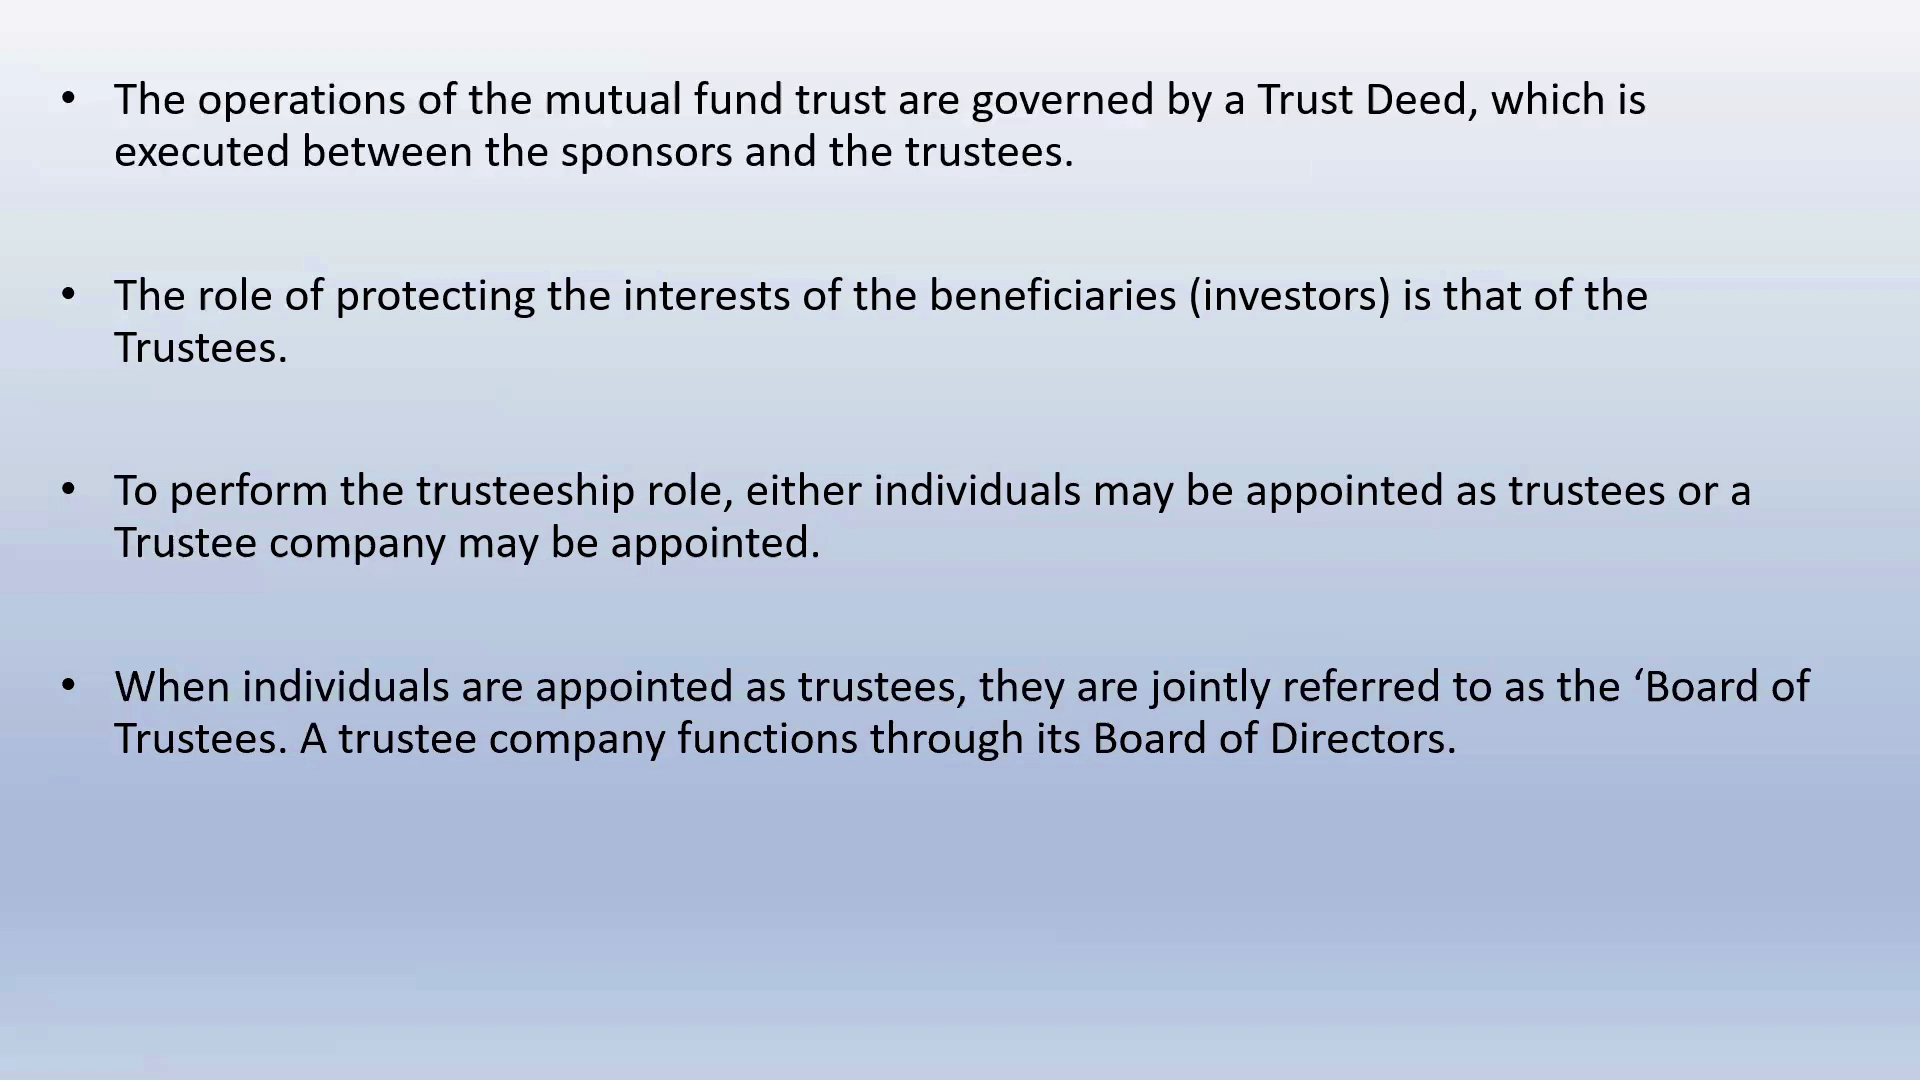 • The operations of the mutual fund trust are governed by a Trust Deed, which is
executed between the sponsors and the trustees.
• The role of protecting the interests of the beneficiaries (investors) is that of the
Trustees.
• To perform the trusteeship role, either individuals may be appointed as trustees or a
Trustee company may be appointed.
• When individuals are appointed as trustees, they are jointly referred to as the ‘Board of
Trustees. A trustee company functions through its Board of Directors.